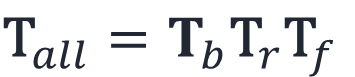 T_all = T_b T_r T_f